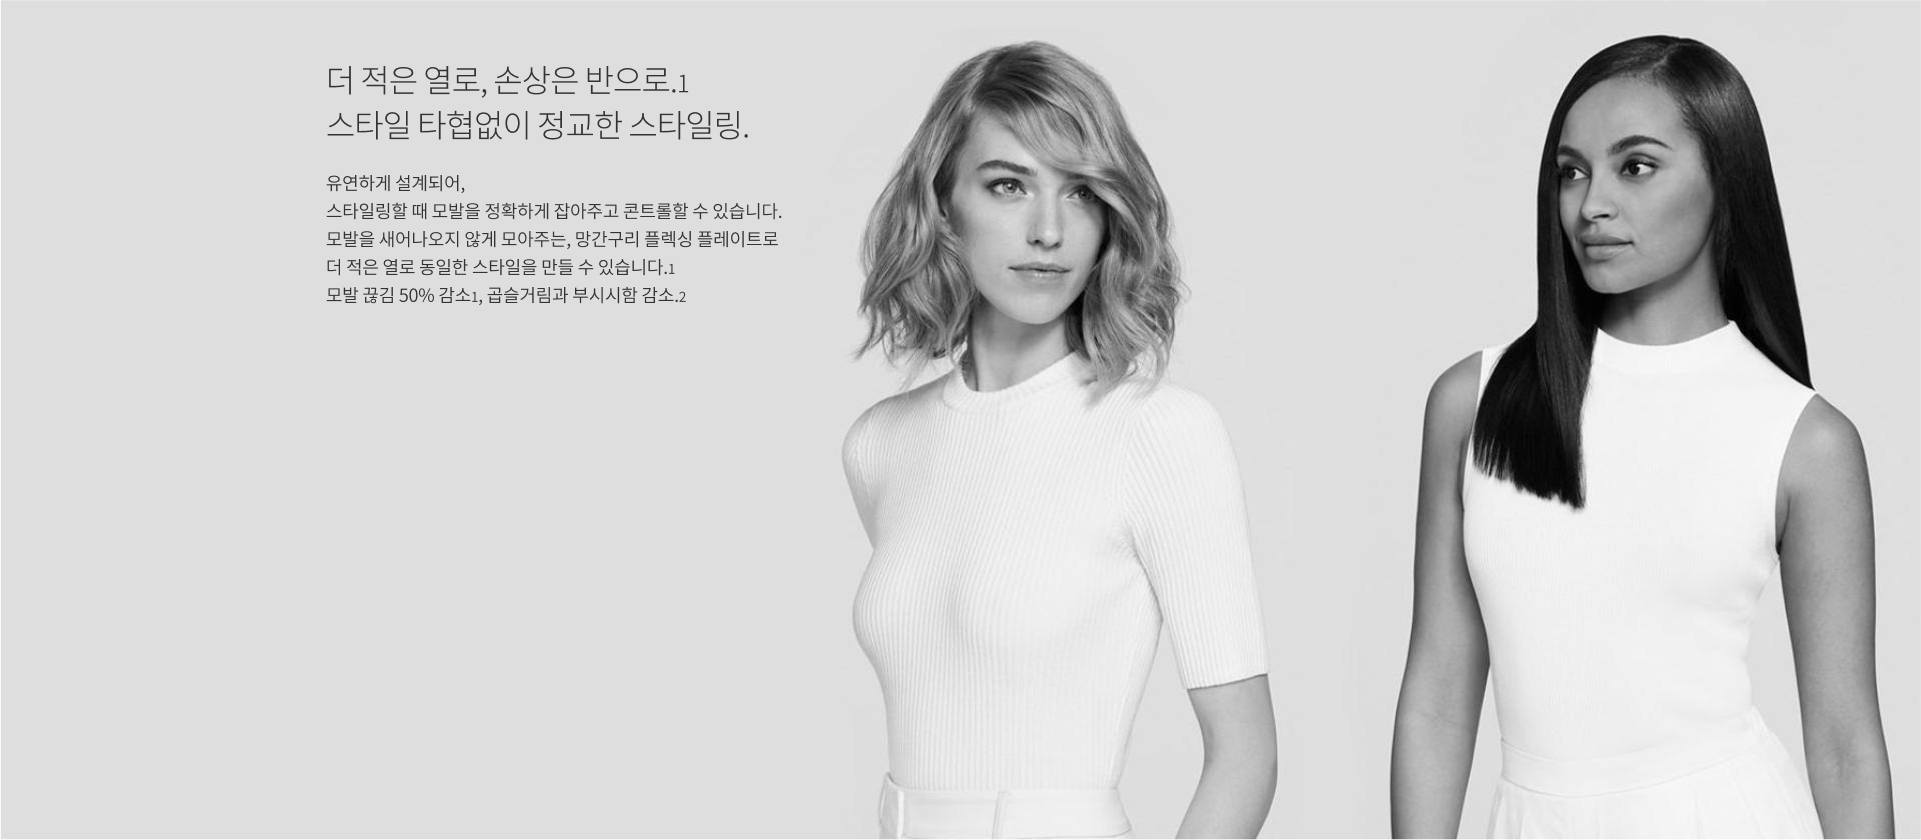 더 적은 열로, 손상은 반으로.1
스타일 타협없이 정교한 스타일링.
유연하게 설계되어,
스타일링할 때 모발을 정확하게 잡아주고 콘트롤할 수 있습니다.
모발을 새어나오지 않게 모아주는, 망간구리 플렉싱 플레이트로
더 적은 열로 동일한 스타일을 만들 수 있습니다.1
모발 끊김 50% 감소1, 곱슬거림과 부시시함 감소.2